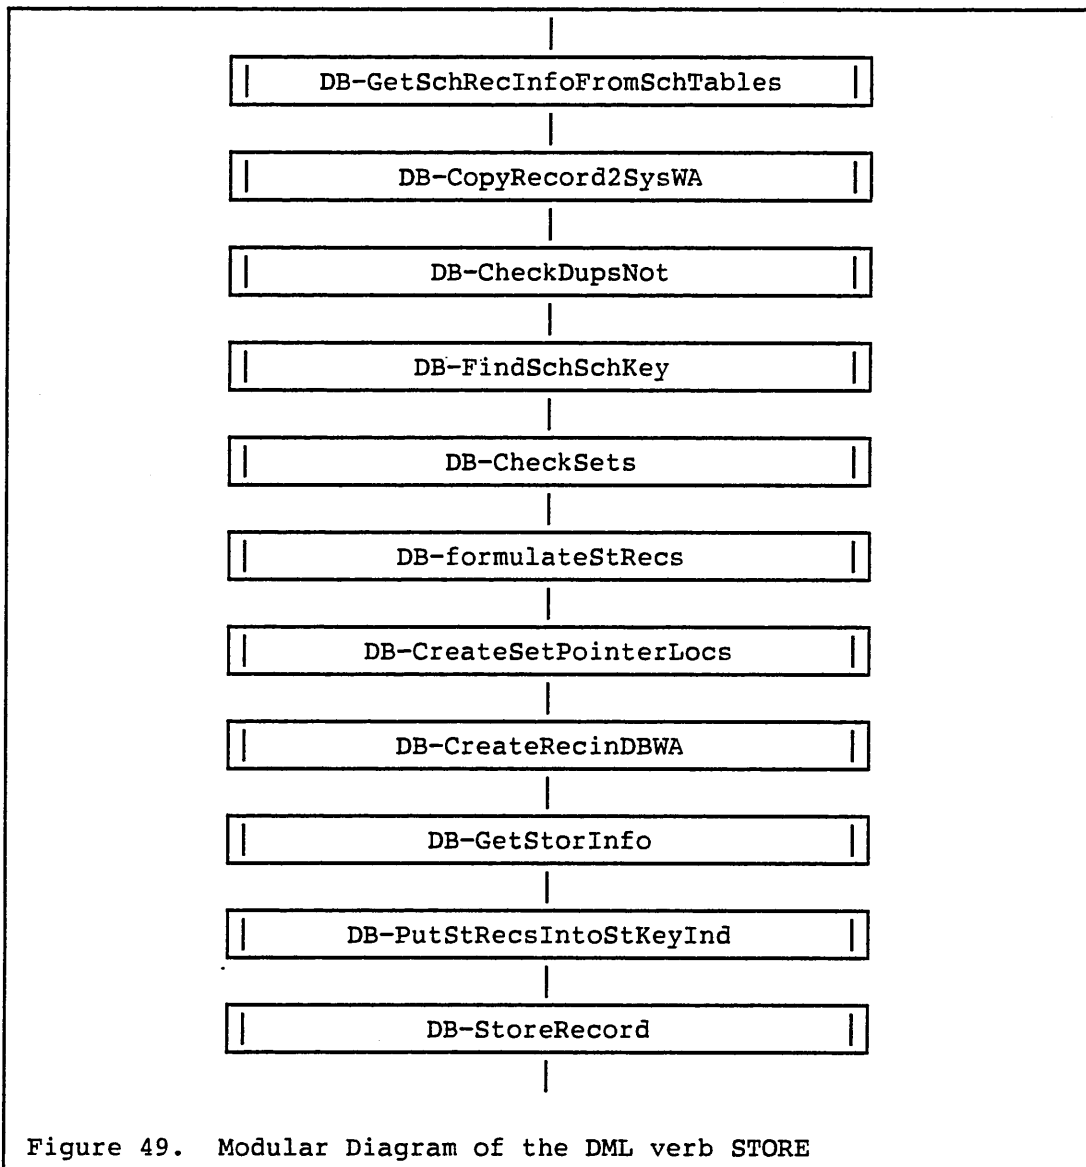 DB-GetSchRecInfoFromSchTables
DB-CopyRecord2SysWA
DB-CheckDupsNot
DB-FindSchSchKey
DB-CheckSets
DB-formulateStRecs
DB-CreateSetPointerLocs
DB-CreateRecinDBWA
DB-GetStorInfo
DB-PutStRecsIntoStKeyInd
DB-StoreRecord
Figure 49. Modular Diagram of the DML verb STORE